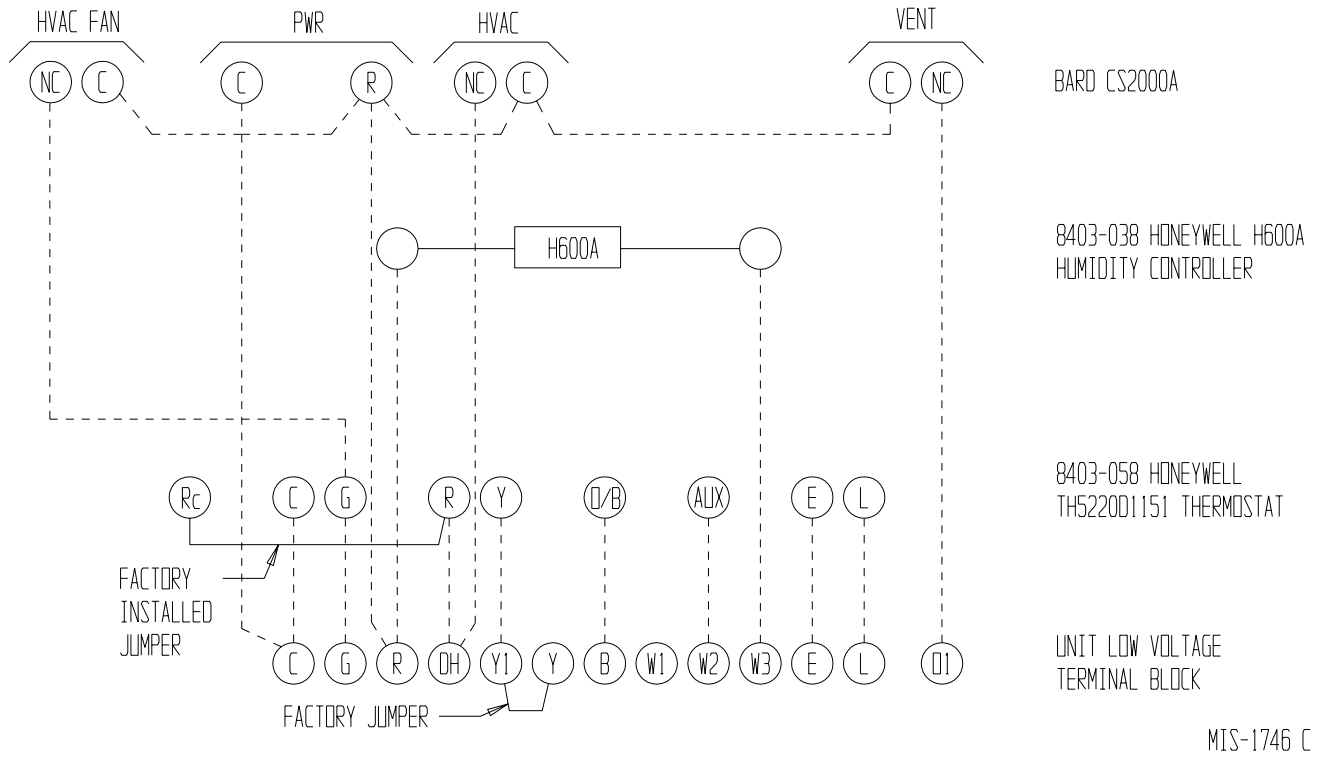 HVAC FAN PWR HVAC VENT
NC C C R NC C C NC BARD CS2000A
H600A 8403-038 HONEYWELL H600A
HUMIDITY CONTROLLER
Rc C G R Y O/B AUX E L 8403-058 HONEYWELL
TH5220D1151 THERMOSTAT
FACTORY
INSTALLED
JUMPER
C G R OH Y1 Y B W1 W2 W3 E L O1 UNIT LOW VOLTAGE
TERMINAL BLOCK
FACTORY JUMPER
MIS-1746 C